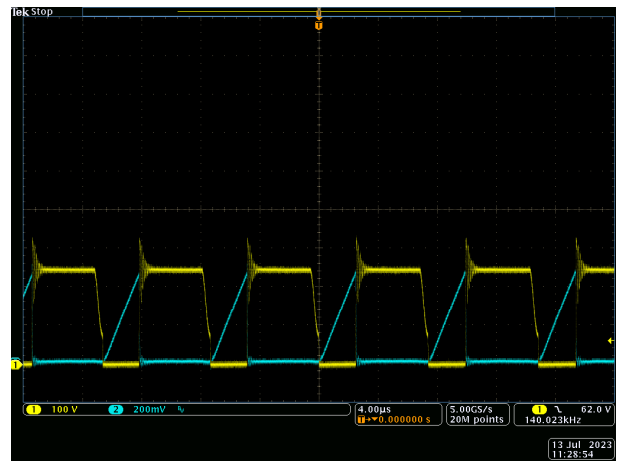 Tek Stop
T
1
1 100 V 2 200mV
4.00µs
T→▾0.000000 s
5.00GS/s
20M points
1 62.0 V
140.023kHz
13 Jul 2023
11:28:54